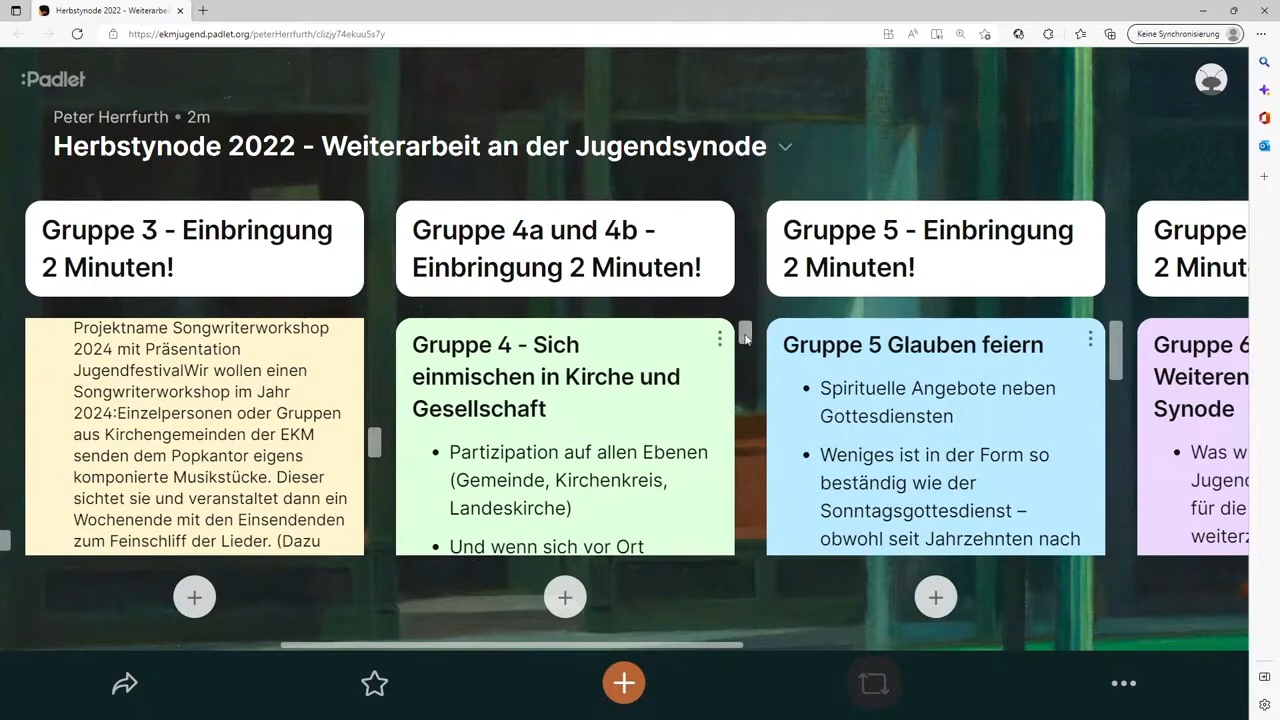 Herbstynode 2022 - Weiterarbei
https://ekmjugend.padlet.org/peterHerrfurth/clizjy74ekuu5s7y
Keine Synchronisierung
:Padlet
Peter Herrfurth • 2m
Herbstynode 2022 - Weiterarbeit an der Jugendsynode
Gruppe 3 - Einbringung
2 Minuten!
Projektname Songwriterworkshop
2024 mit Präsentation
JugendfestivalWir wollen einen
Songwriterworkshop im Jahr
2024:Einzelpersonen oder Gruppen
aus Kirchengemeinden der EKM
senden dem Popkantor eigens
komponierte Musikstücke. Dieser
sichtet sie und veranstaltet dann ein
Wochenende mit den Einsendenden
zum Feinschliff der Lieder. (Dazu
Gruppe 4a und 4b -
Einbringung 2 Minuten!
Gruppe 4 - Sich
einmischen in Kirche und
Gesellschaft
• Partizipation auf allen Ebenen
(Gemeinde, Kirchenkreis,
Landeskirche)
• Und wenn sich vor Ort
Gruppe 5 - Einbringung
2 Minuten!
Gruppe 5 Glauben feiern
• Spirituelle Angebote neben
Gottesdiensten
• Weniges ist in der Form so
beständig wie der
Sonntagsgottesdienst –
obwohl seit Jahrzehnten nach
Gruppe
2 Minut
Gruppe 6
Weiteren
Synode
• Was w
Jugend
für die
weiterz